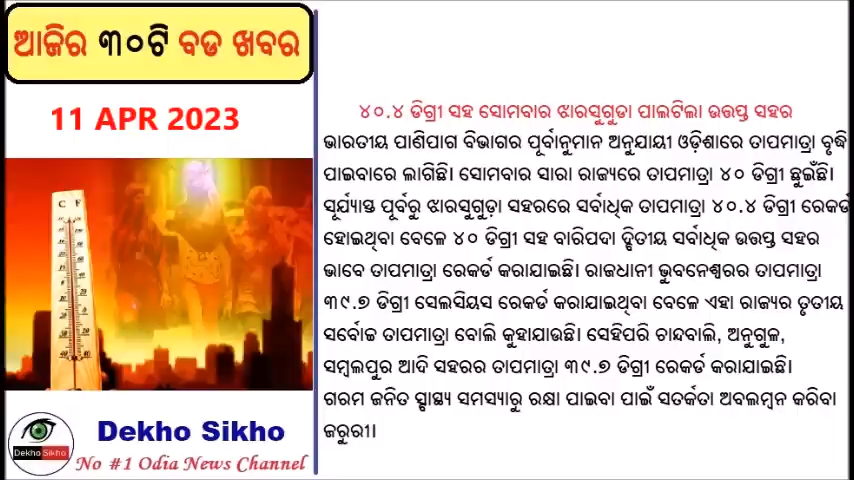 ଆଜିର ୩୦ଟି ବଡ ଖବର
11 APR 2023
C F
Dekho Sikho
Dekho Sikho
No #1 Odia News Channel
୪୦.୪ ଡିଗ୍ରୀ ସହ ସୋମବାର ଝାରସୁଗୁଡା ପାଲଟିଲା ଉତ୍ତପ୍ତ ସହର
ଭାରତୀୟ ପାଣିପାଗ ବିଭାଗର ପୂର୍ବାନୁମାନ ଅନୁଯାୟୀ ଓଡ଼ିଶାରେ ତାପମାତ୍ରା ବୃଦ୍ଧି
ପାଇବାରେ ଲାଗିଛି। ସୋମବାର ସାରା ରାଜ୍ୟରେ ତାପମାତ୍ରା ୪୦ ଡିଗ୍ରୀ ଛୁଇଁଛି।
ସୂର୍ଯ୍ୟାସ୍ତ ପୂର୍ବରୁ ଝାରସୁଗୁଡ଼ା ସହରରେ ସର୍ବାଧିକ ତାପମାତ୍ରା ୪୦.୪ ଡିଗ୍ରୀ ରେକର୍ଡ
ହୋଇଥିବା ବେଳେ ୪୦ ଡିଗ୍ରୀ ସହ ବାରିପଦା ଦ୍ଵିତୀୟ ସର୍ବାଧିକ ଉତ୍ତପ୍ତ ସହର
ଭାବେ ତାପମାତ୍ରା ରେକର୍ଡ କରାଯାଇଛି। ରାଜଧାନୀ ଭୁବନେଶ୍ୱରର ତାପମାତ୍ରା
୩୯.୭ ଡିଗ୍ରୀ ସେଲସିୟସ ରେକର୍ଡ କରାଯାଇଥିବା ବେଳେ ଏହା ରାଜ୍ୟର ତୃତୀୟ
ସର୍ବୋଚ୍ଚ ତାପମାତ୍ରା ବୋଲି କୁହାଯାଉଛି। ସେହିପରି ଚାନ୍ଦବାଲି, ଅନୁଗୁଳ,
ସମ୍ବଲପୁର ଆଦି ସହରର ତାପମାତ୍ରା ୩୯.୭ ଡିଗ୍ରୀ ରେକର୍ଡ କରାଯାଇଛି।
ଗରମ ଜନିତ ସ୍ୱାସ୍ଥ୍ୟ ସମସ୍ୟାରୁ ରକ୍ଷା ପାଇବା ପାଇଁ ସତର୍କତା ଅବଲମ୍ବନ କରିବା
ଜରୁରୀ।